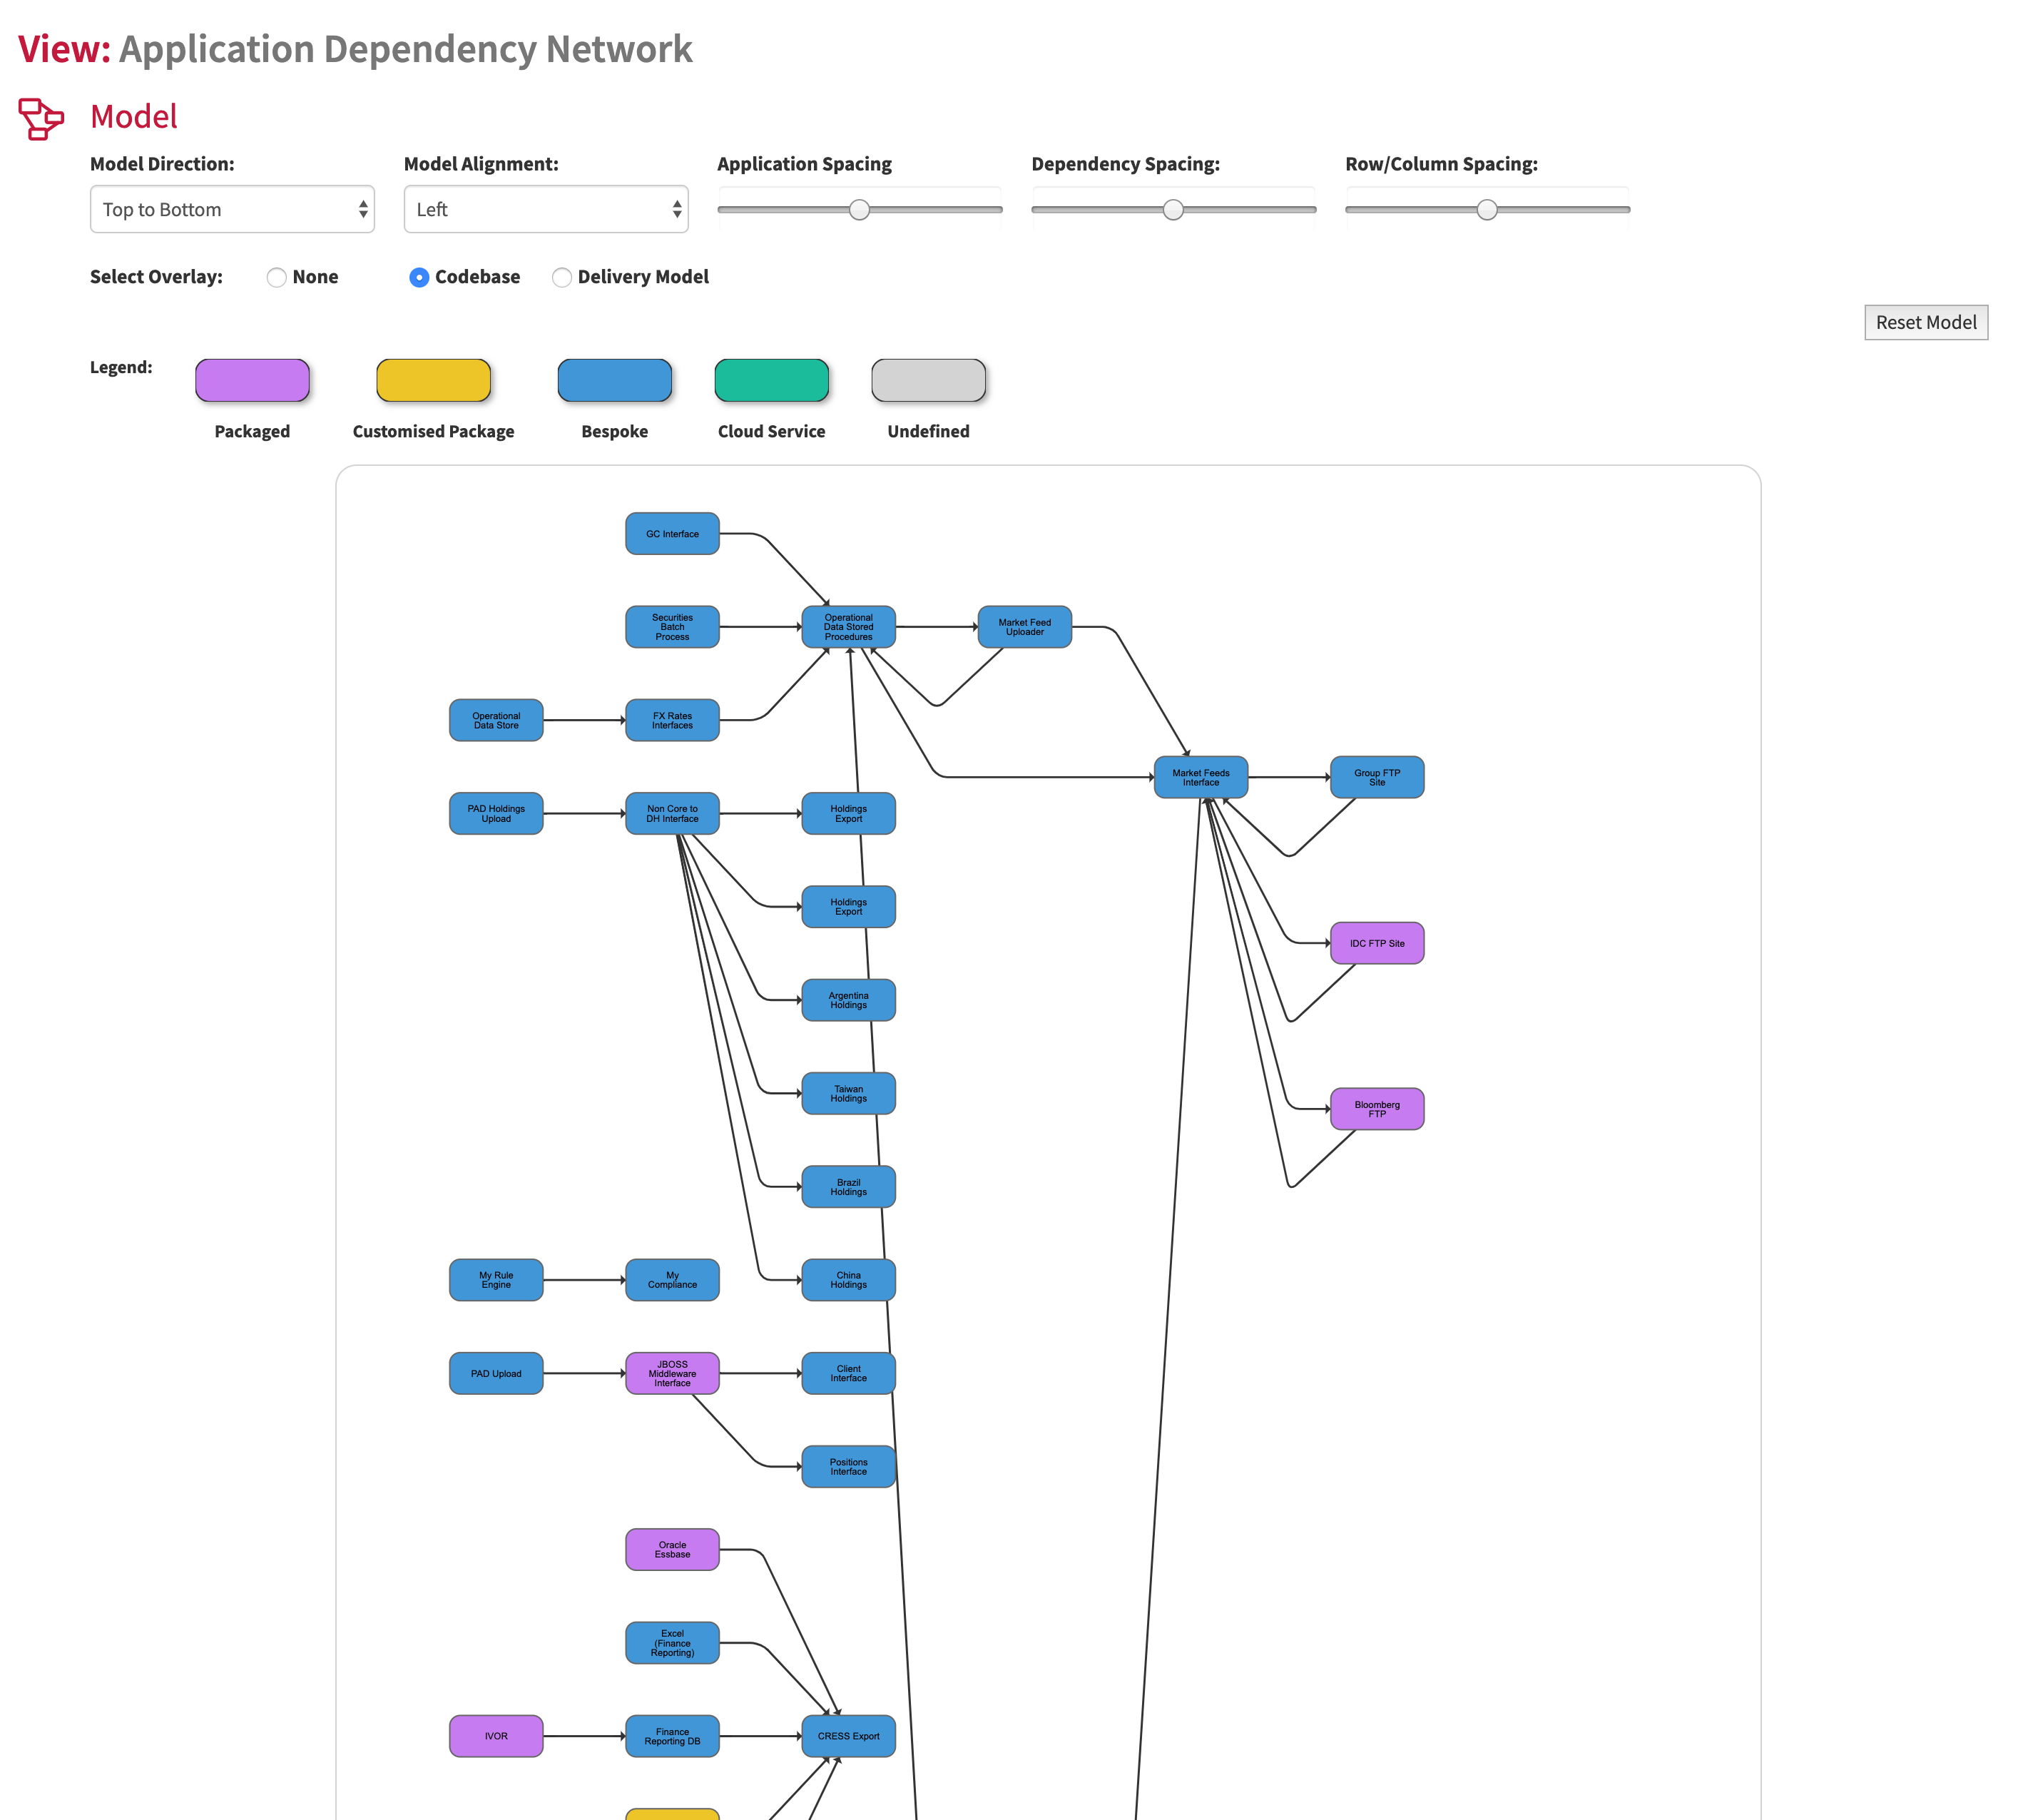 View: Application Dependency Network
Model
Model Direction:
Model Alignment:
Application Spacing
Dependency Spacing:
Row/Column Spacing:
Top to Bottom
Left
Select Overlay:
None
Codebase
Delivery Model
Reset Model
Legend:
Packaged
Customised Package
Bespoke
Cloud Service
Undefined
GC Interface
Securities
Batch
Process
Operational
Data Stored
Procedures
Market Feed
Uploader
Operational
Data Store
FX Rates
Interfaces
Market Feeds
Interface
Group FTP
Site
PAD Holdings
Upload
Non Core to
DH Interface
Holdings
Export
Holdings
Export
IDC FTP Site
Argentina
Holdings
Taiwan
Holdings
Bloomberg
FTP
Brazil
Holdings
My Rule
Engine
My
Compliance
China
Holdings
PAD Upload
JBOSS
Middleware
Interface
Client
Interface
Positions
Interface
Oracle
Essbase
Excel
(Finance
Reporting)
IVOR
Finance
Reporting DB
CRESS Export